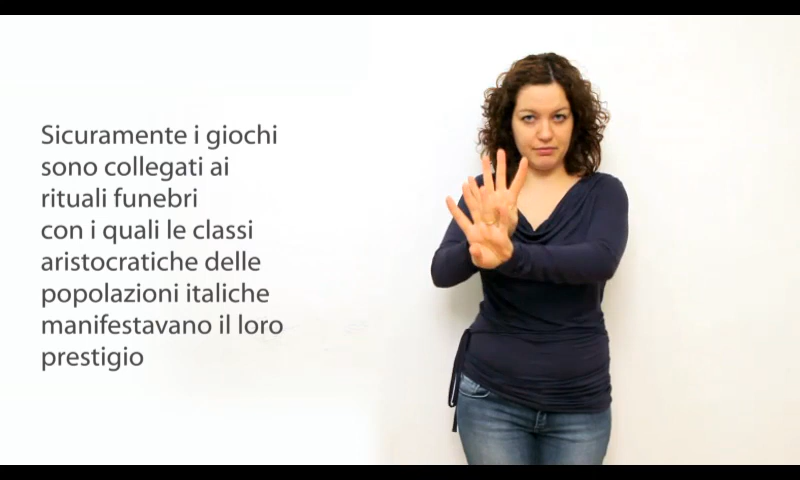 Sicuramente i giochi
sono collegati ai
rituali funebri
con i quali le classi
aristocratiche delle
popolazioni italiche
manifestavano il loro
prestigio